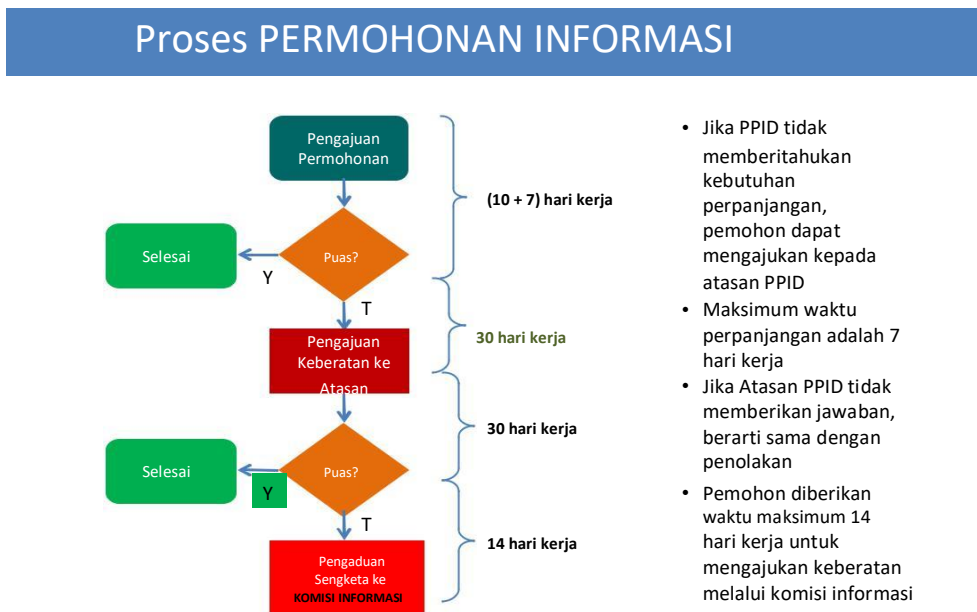 Proses PERMOHONAN INFORMASI
Pengajuan
Permohonan
(10 + 7) hari kerja
Selesai
Puas?
Y
T
Pengajuan
Keberatan ke
Atasan
30 hari kerja
30 hari kerja
Selesai
Puas?
Y
T
14 hari kerja
Pengaduan
Sengketa ke
KOMISI INFORMASI
• Jika PPID tidak
memberitahukan
kebutuhan
perpanjangan,
pemohon dapat
mengajukan kepada
atasan PPID
• Maksimum waktu
perpanjangan adalah 7
hari kerja
• Jika Atasan PPID tidak
memberikan jawaban,
berarti sama dengan
penolakan
• Pemohon diberikan
waktu maksimum 14
hari kerja untuk
mengajukan keberatan
melalui komisi informasi